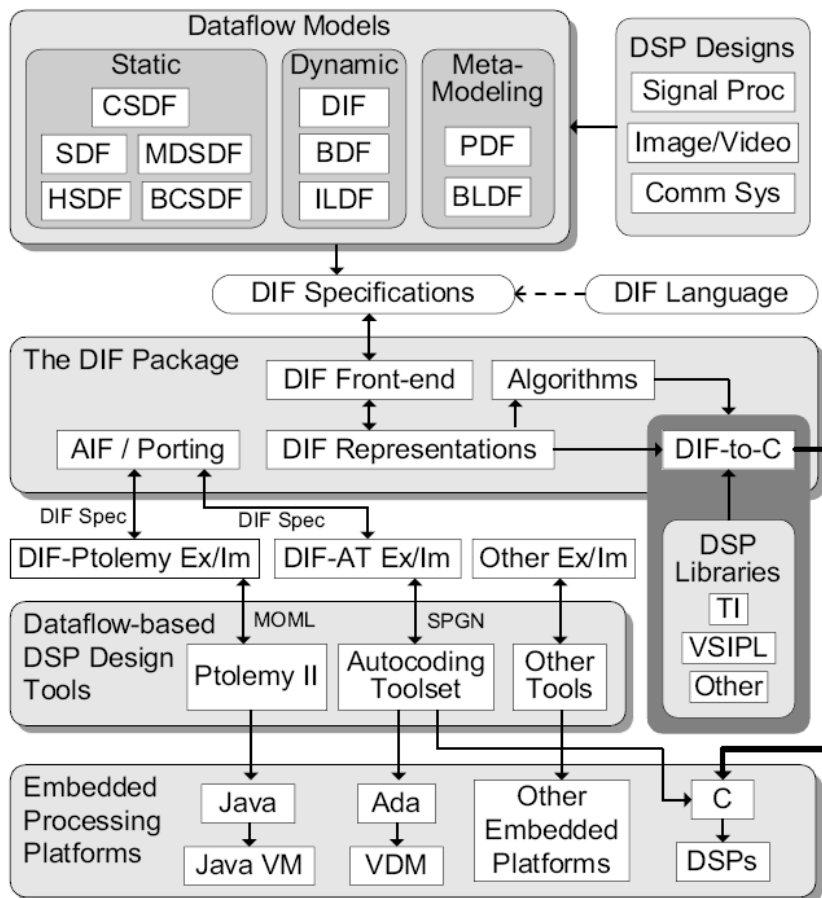 Dataflow Models
Static
CSDF
SDF
MDSDF
HSDF
BCSDF
Dynamic
DIF
BDF
ILDF
Meta-
Modeling
PDF
BLDF
DSP Designs
Signal Proc
Image/Video
Comm Sys
DIF Specifications
DIF Language
The DIF Package
DIF Front-end
Algorithms
AIF / Porting
DIF Representations
DIF-to-C
DIF Spec
DIF Spec
DIF-Ptolemy Ex/Im
DIF-AT Ex/Im
Other Ex/Im
DSP
Libraries
TI
VSIPL
Other
MOML
SPGN
Dataflow-based
DSP Design
Tools
Ptolemy II
Autocoding
Toolset
Other
Tools
Embedded
Processing
Platforms
Java
Java VM
Ada
VDM
Other
Embedded
Platforms
C
DSPs